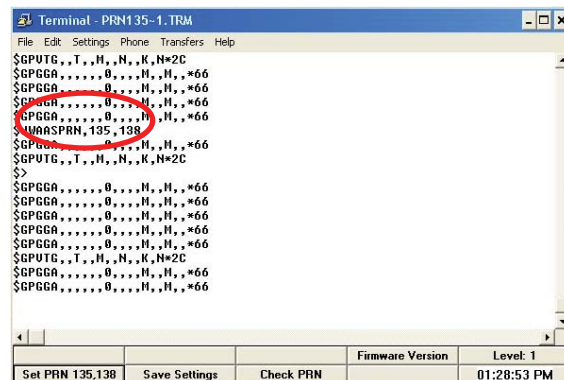 Terminal - PRN135~1.TRM
File Edit Settings Phone Transfers Help
$GPVTG,,T,,M,,N,,K,N*2C
$GPGGA,,,,,,0,,,,M,,M,,*66
$GPGGA,,,,,,0,,,,M,,M,,*66
$GPGGA,,,,,,0,,,,M,,M,,*66
$GPGGA,,,,,,0,,,,M,,M,,*66
$JWAASPRN,135,138
$GPGGA,,,,,,0,,,,M,,M,,*66
$GPVTG,,T,,M,,N,,K,N*2C
$>
$GPGGA,,,,,,0,,,,M,,M,,*66
$GPGGA,,,,,,0,,,,M,,M,,*66
$GPGGA,,,,,,0,,,,M,,M,,*66
$GPGGA,,,,,,0,,,,M,,M,,*66
$GPVTG,,T,,M,,N,,K,N*2C
$GPGGA,,,,,,0,,,,M,,M,,*66
$GPGGA,,,,,,0,,,,M,,M,,*66
Firmware Version Level: 1
Set PRN 135,138 Save Settings Check PRN 01:28:53 PM